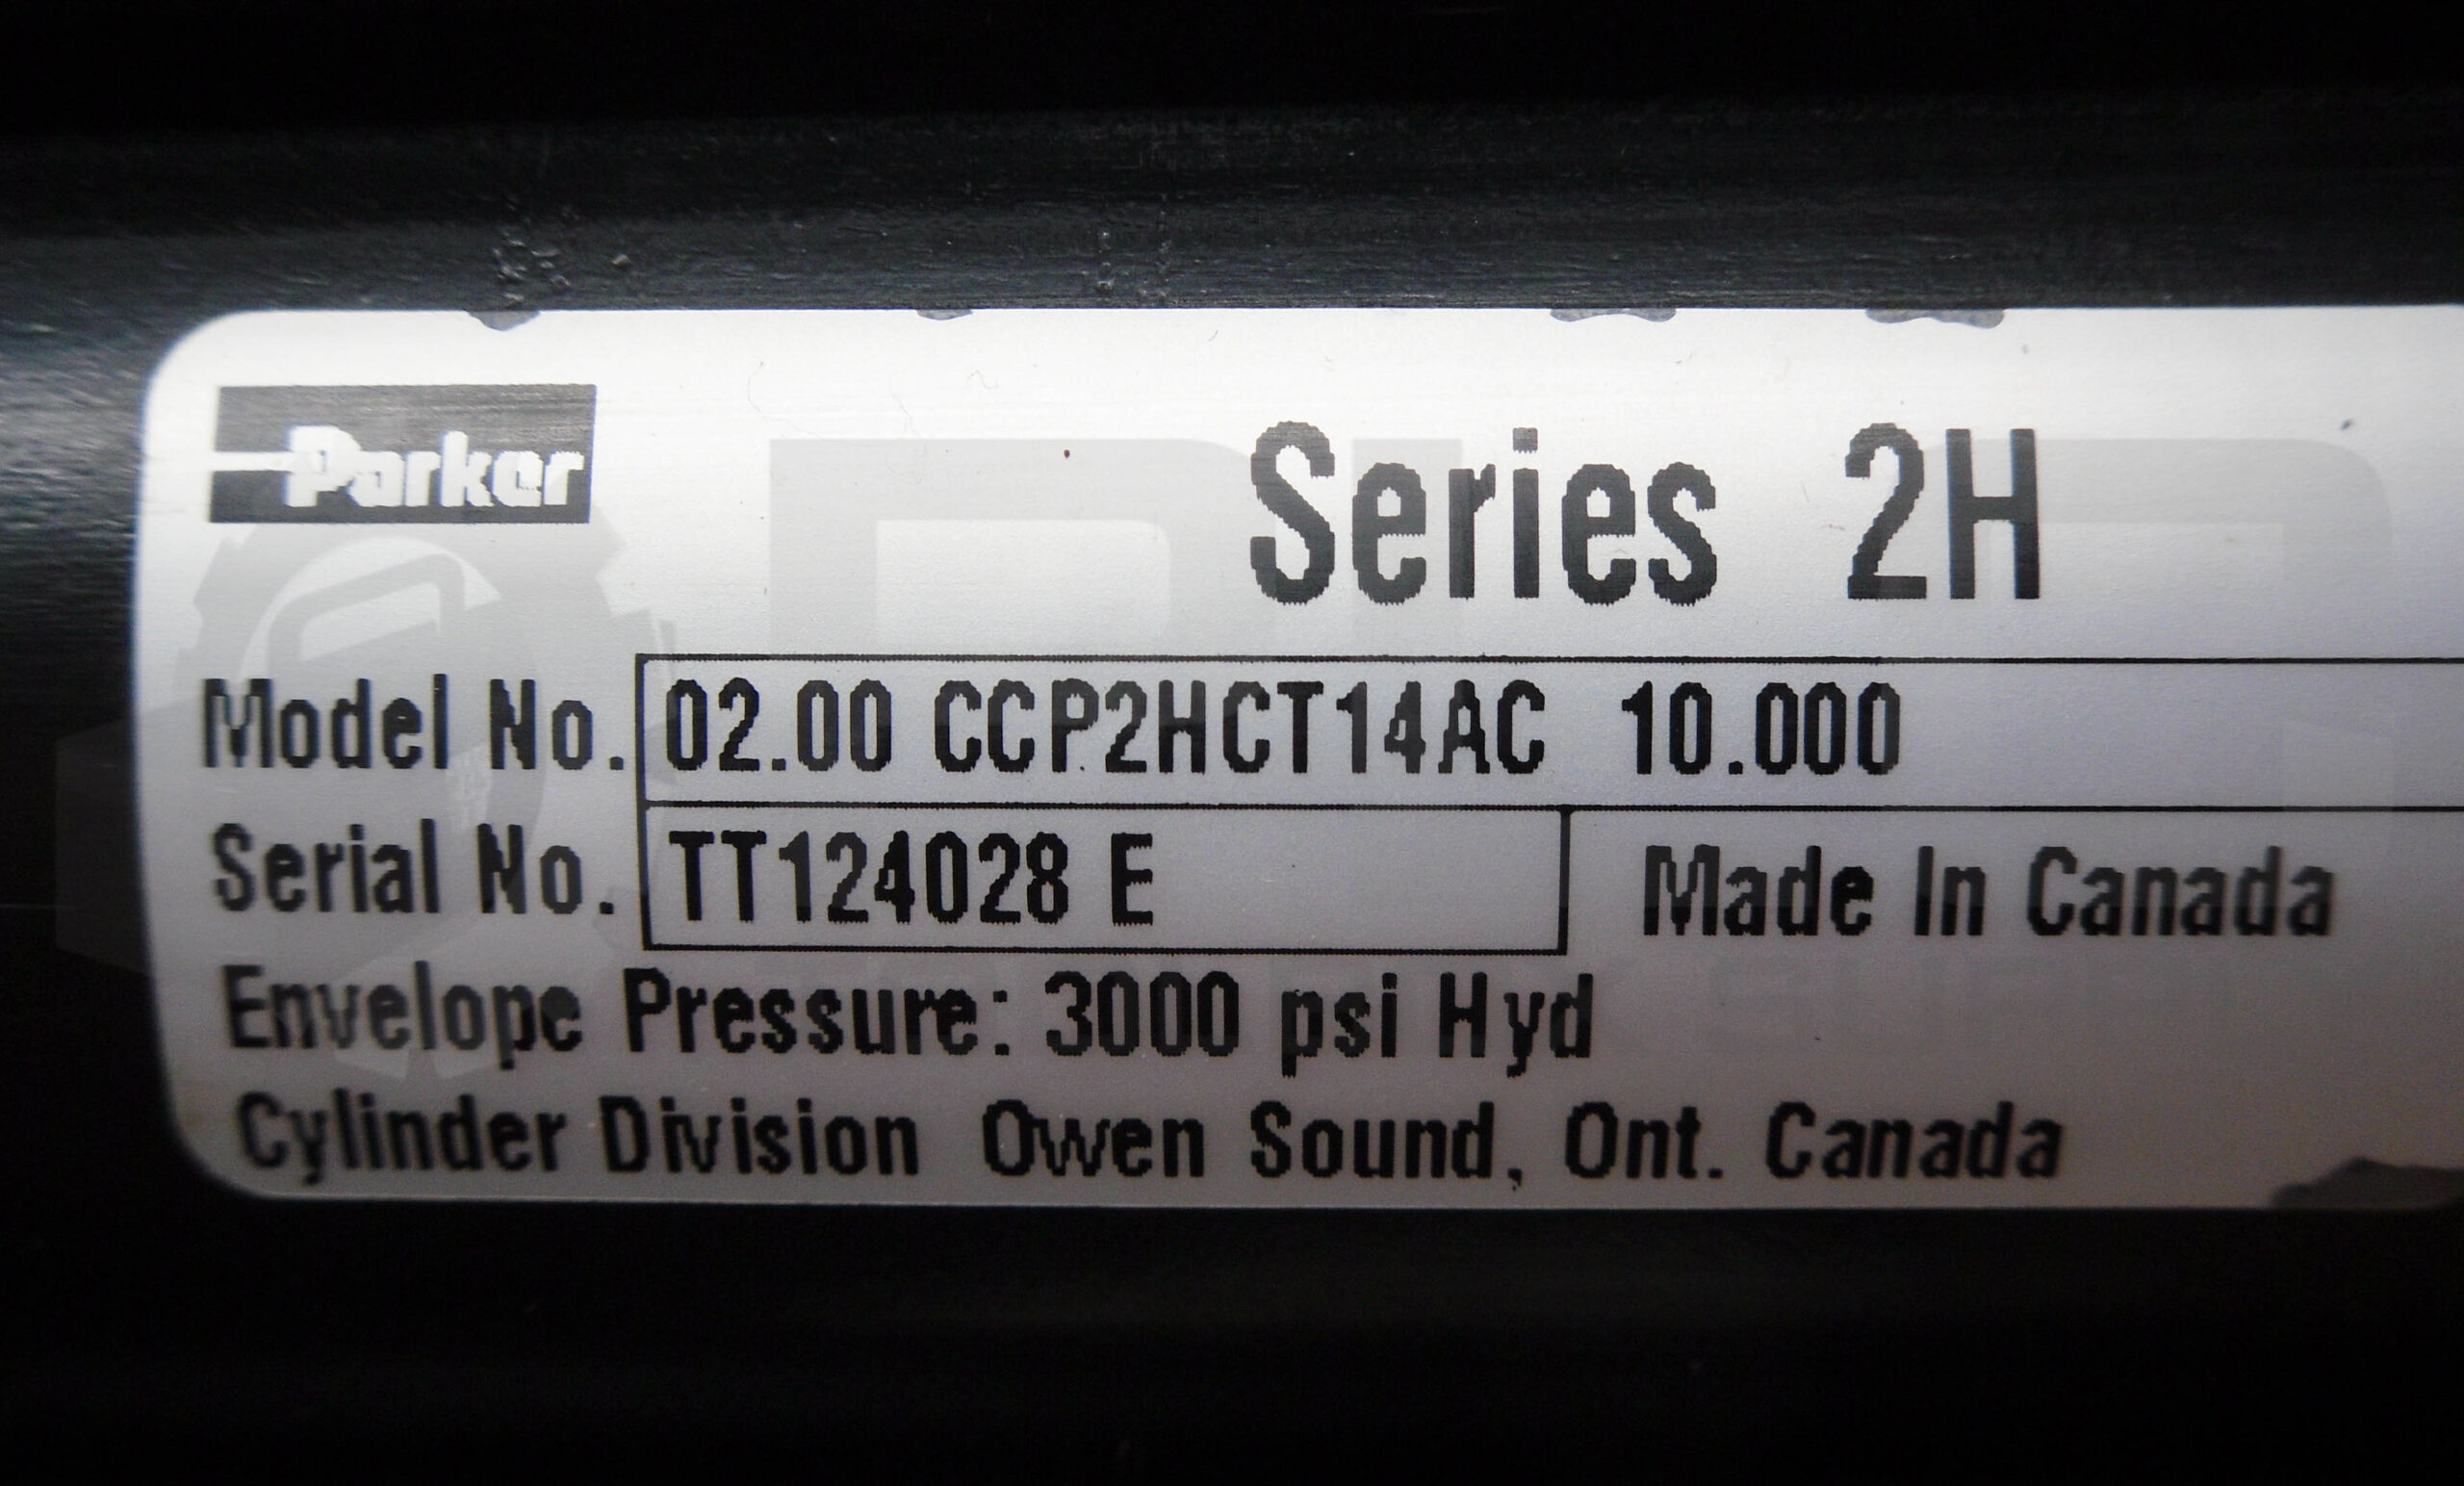 Parker
Series 2H
Model No. 02.00 CCP2HCT14AC 10.000
Serial No. TT124028 E Made In Canada
Envelope Pressure: 3000 psi Hyd
Cylinder Division Owen Sound, Ont. Canada